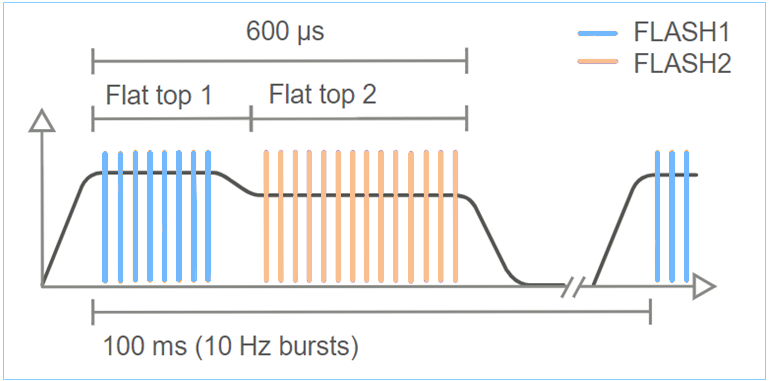 600 µs
FLASH1
FLASH2
Flat top 1
Flat top 2
100 ms (10 Hz bursts)